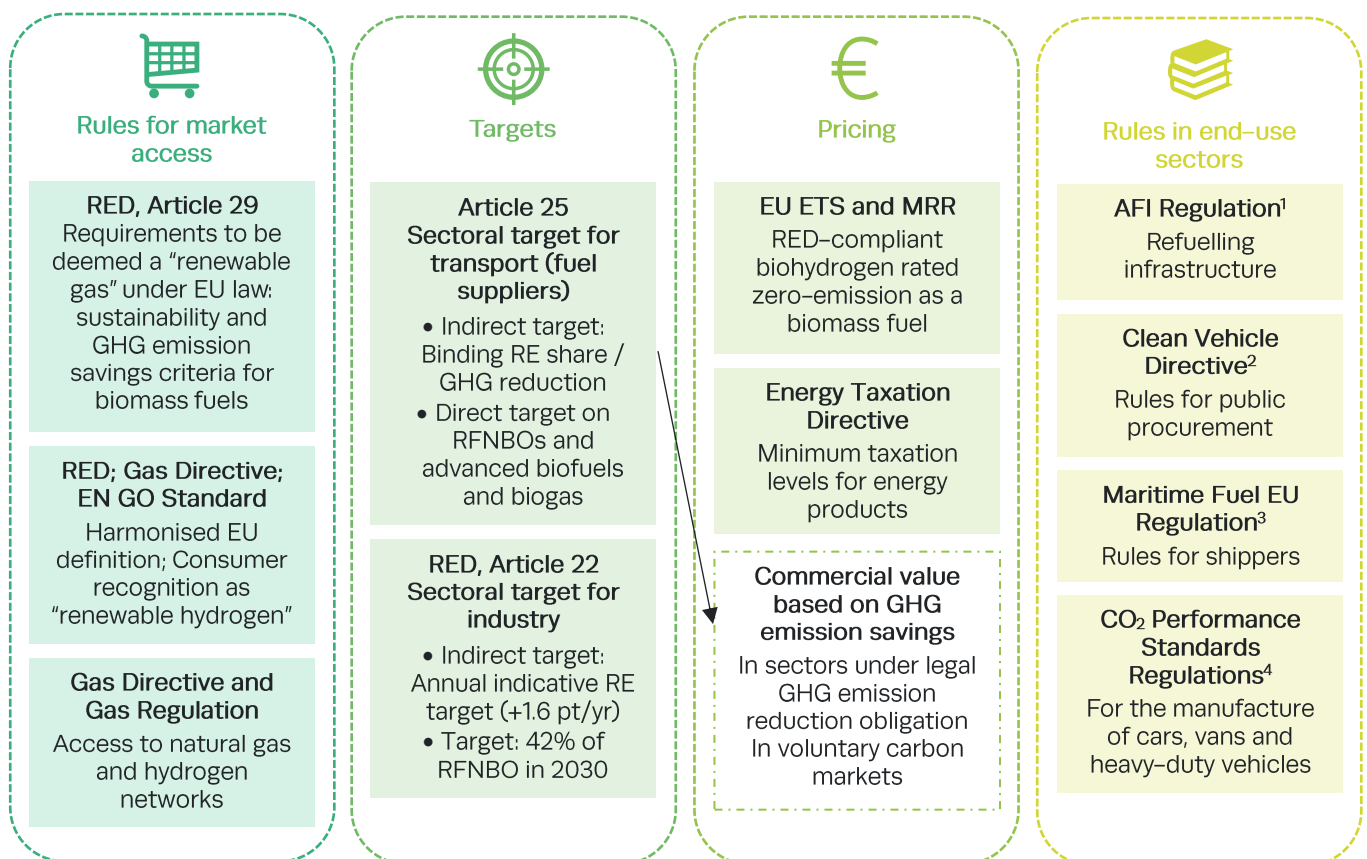 Rules for market
access
RED, Article 29
Requirements to be
deemed a “renewable
gas” under EU law:
sustainability and
GHG emission
savings criteria for
biomass fuels
RED; Gas Directive;
EN GO Standard
Harmonised EU
definition; Consumer
recognition as
“renewable hydrogen”
Gas Directive and
Gas Regulation
Access to natural gas
and hydrogen
networks
Targets
Article 25
Sectoral target for
transport (fuel
suppliers)
• Indirect target:
Binding RE share /
GHG reduction
• Direct target on
RFNBOs and
advanced biofuels
and biogas
RED, Article 22
Sectoral target for
industry
• Indirect target:
Annual indicative RE
target (+1.6 pt/yr)
• Target: 42% of
RFNBO in 2030
€
Pricing
EU ETS and MRR
RED–compliant
biohydrogen rated
zero–emission as a
biomass fuel
Energy Taxation
Directive
Minimum taxation
levels for energy
products
Commercial value
based on GHG
emission savings
In sectors under legal
GHG emission
reduction obligation
In voluntary carbon
markets
Rules in end–use
sectors
AFI Regulation¹
Refuelling
infrastructure
Clean Vehicle
Directive²
Rules for public
procurement
Maritime Fuel EU
Regulation³
Rules for shippers
CO₂ Performance
Standards
Regulations⁴
For the manufacture
of cars, vans and
heavy–duty vehicles